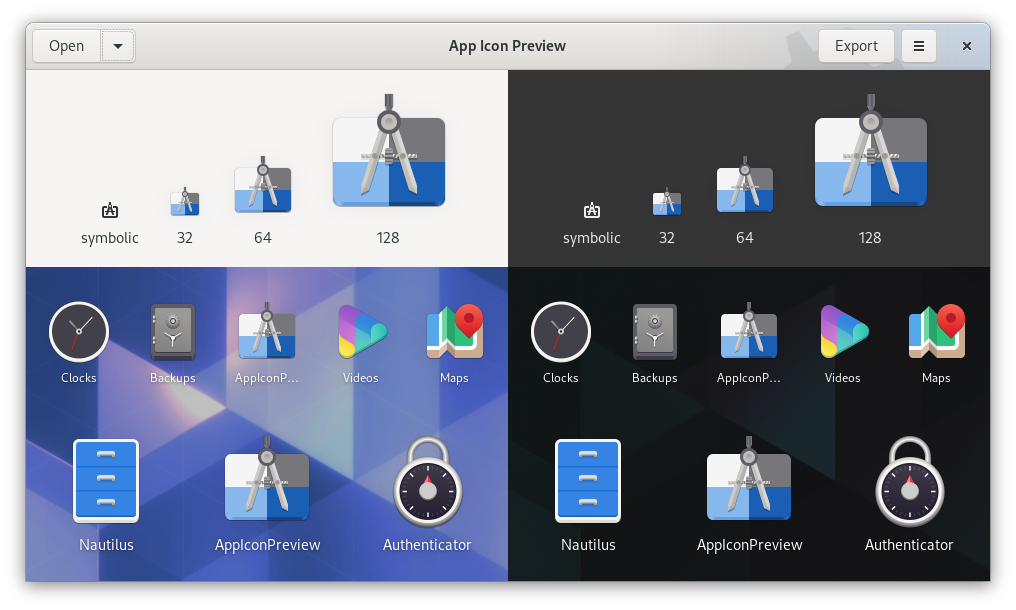 Open App Icon Preview Export
symbolic 32 64 128 symbolic 32 64 128
Clocks Backups AppIconP... Videos Maps Clocks Backups AppIconP... Videos Maps
Nautilus AppIconPreview Authenticator Nautilus AppIconPreview Authenticator